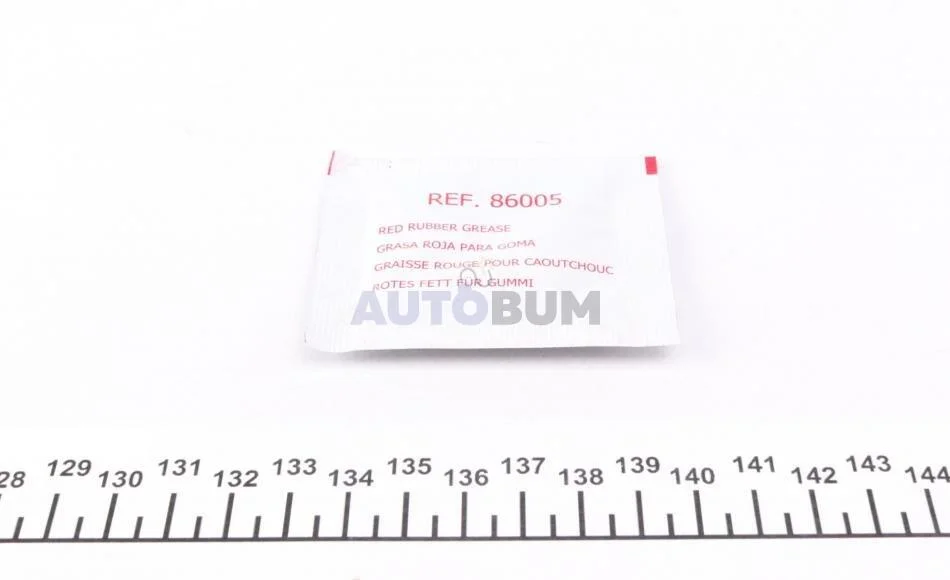 REF. 86005
RED RUBBER GREASE
GRASA ROJA PARA GOMA
GRAISSE ROUGE POUR CAOUTCHOUC
ROTES FETT FÜR GUMMI
AUTOBUM
28 129 130 131 132 133 134 135 136 137 138 139 140 141 142 143 144